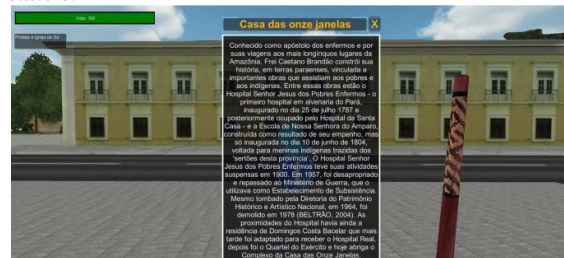 Vida: 100
Proteja a Igreja da Sé
Casa das onze janelas
X
Conhecido como apóstolo dos enfermos e por
suas viagens aos mais longínquos lugares da
Amazônia, Frei Caetano Brandão constrói sua
história, em terras paraenses, vinculada a
importantes obras que assistiam aos pobres e
aos indígenas. Entre essas obras estão o
Hospital Senhor Jesus dos Pobres Enfermos - o
primeiro hospital em alvenaria do Pará,
inaugurado no dia 25 de julho 1787 e
posteriormente ocupado pelo Hospital da Santa
Casa - e a Escola de Nossa Senhora do Amparo,
construída como resultado de seu empenho, mas
só inaugurada no dia 10 de junho de 1804,
voltada para meninas indígenas trazidas dos
'sertões desta província'. O Hospital Senhor
Jesus dos Pobres Enfermos teve suas atividades
suspensas em 1900. Em 1957, foi desapropriado
e repassado ao Ministério de Guerra, que o
utilizava como Estabelecimento de Subsistência.
Mesmo tombado pela Diretoria do Patrimônio
Histórico e Artístico Nacional, em 1964, foi
demolido em 1978 (BELTRÃO, 2004). As
proximidades do Hospital havia ainda a
residência de Domingos Costa Bacelar que mais
tarde foi adaptado para receber o Hospital Real,
depois foi o Quartel do Exército e hoje abriga o
Complexo da Casa das Onze Janelas.